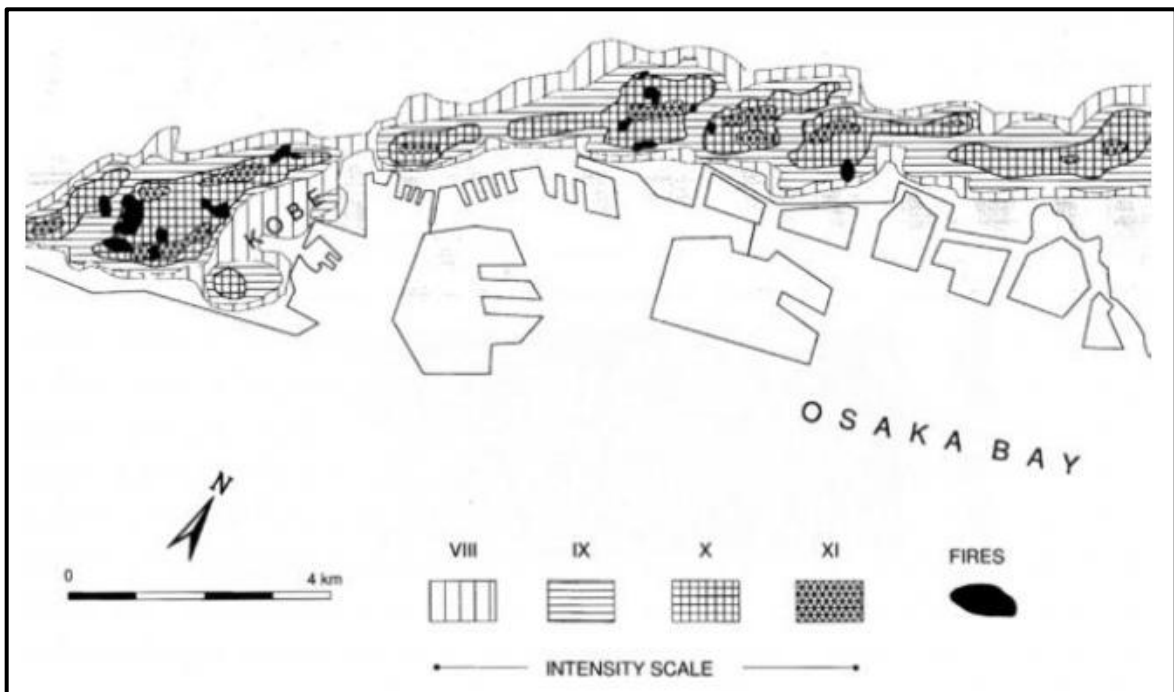 KOBE
OSAKA BAY
N
0 4 km
VIII IX X XI FIRES
INTENSITY SCALE